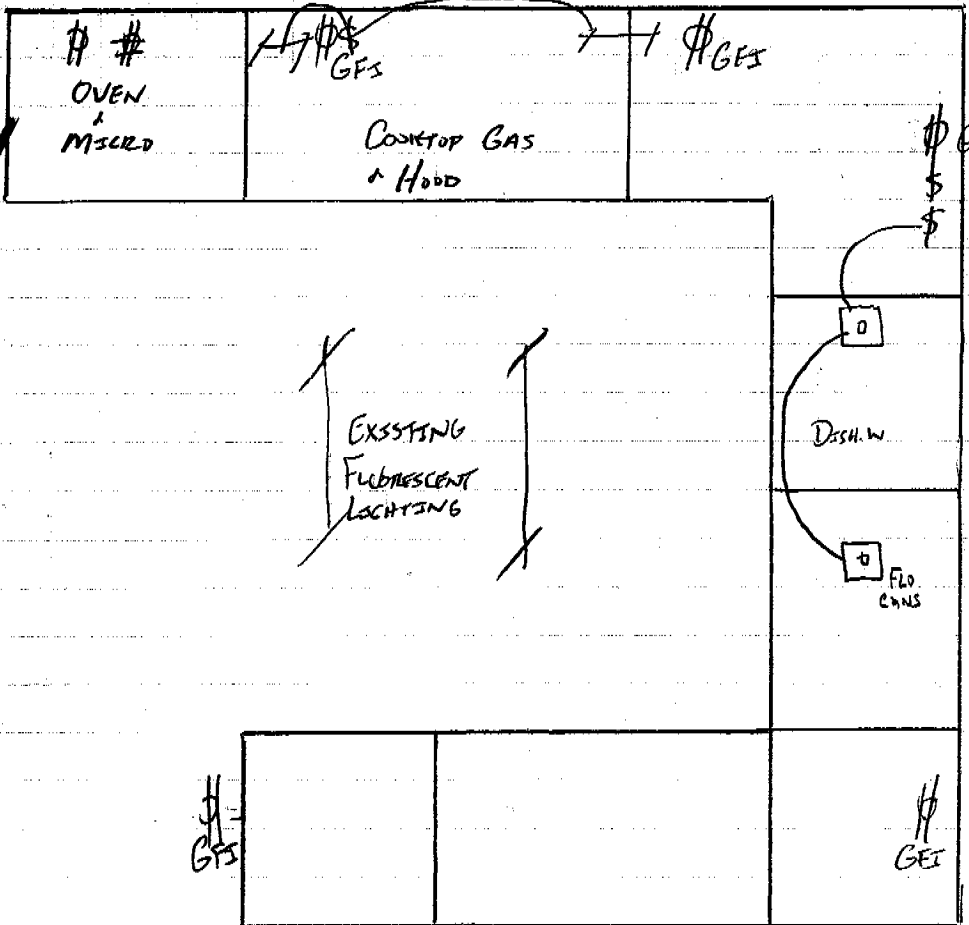 OVEN
&
MICRO
$
GFI
COOKTOP GAS
& HOOD
GFI
G
$
$
EXISTING
FLUORESCENT
LIGHTING
DISH.W
FLO.
CANS
GFI
GFI